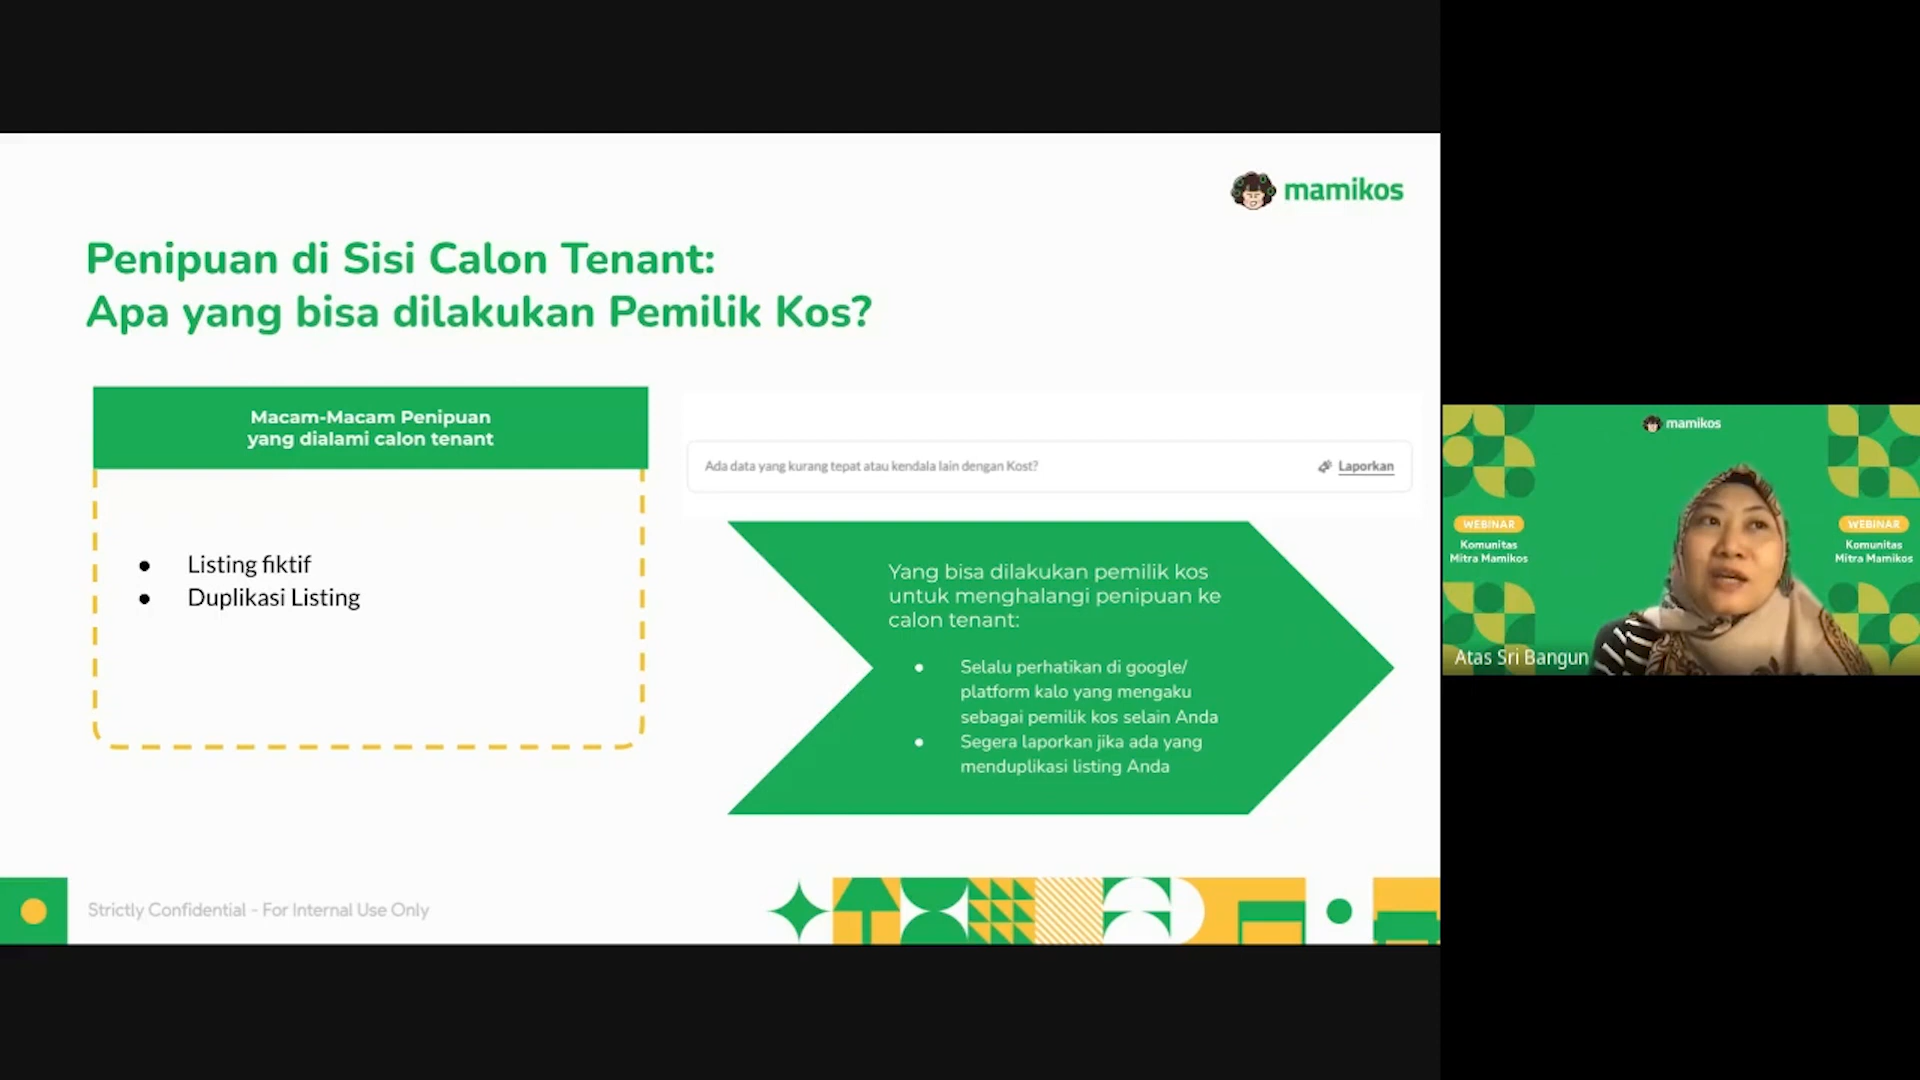 mamikos
Penipuan di Sisi Calon Tenant:
Apa yang bisa dilakukan Pemilik Kos?
Macam-Macam Penipuan
yang dialami calon tenant
• Listing fiktif
• Duplikasi Listing
Ada data yang kurang tepat atau kendala lain dengan Kost?
Laporkan
Yang bisa dilakukan pemilik kos
untuk menghalangi penipuan ke
calon tenant:
• Selalu perhatikan di google/
platform kalo yang mengaku
sebagai pemilik kos selain Anda
• Segera laporkan jika ada yang
menduplikasi listing Anda
Strictly Confidential - For Internal Use Only
mamikos
WEBINAR
Komunitas
Mitra Mamikos
WEBINAR
Komunitas
Mitra Mamikos
Atas Sri Bangun